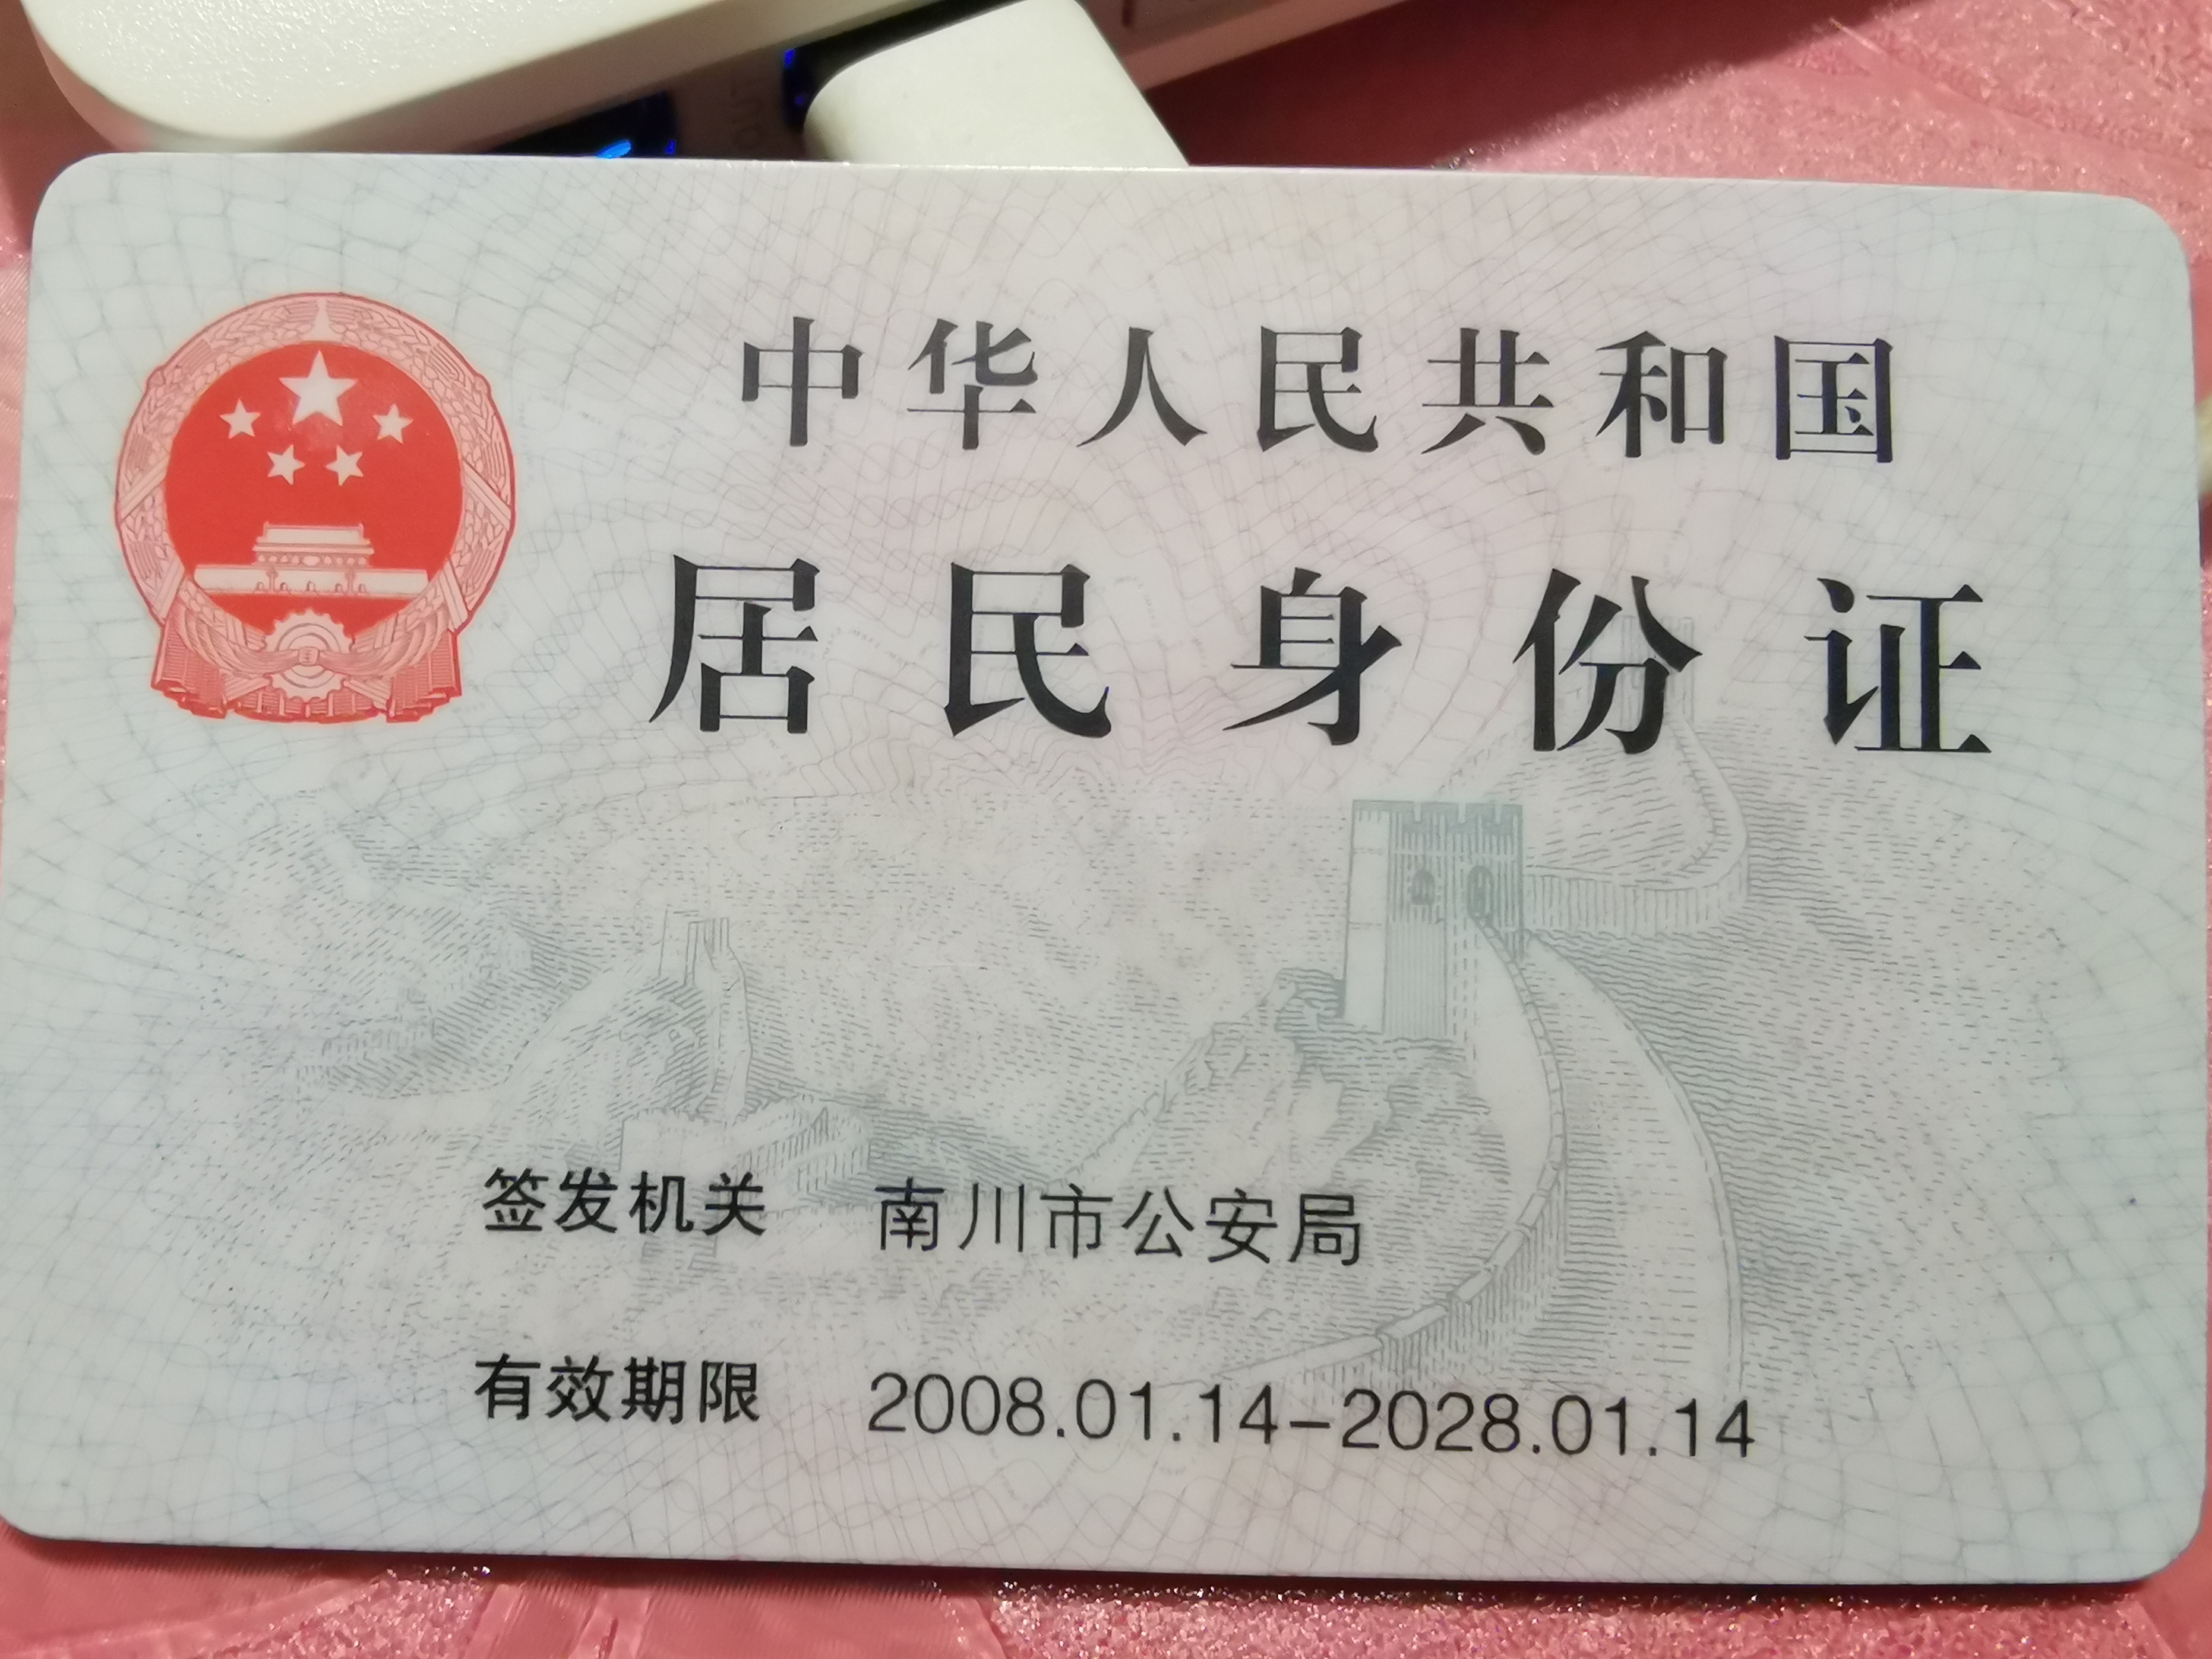 中华人民共和国
居民身份证
签发机关 南川市公安局
有效期限 2008.01.14-2028.01.14